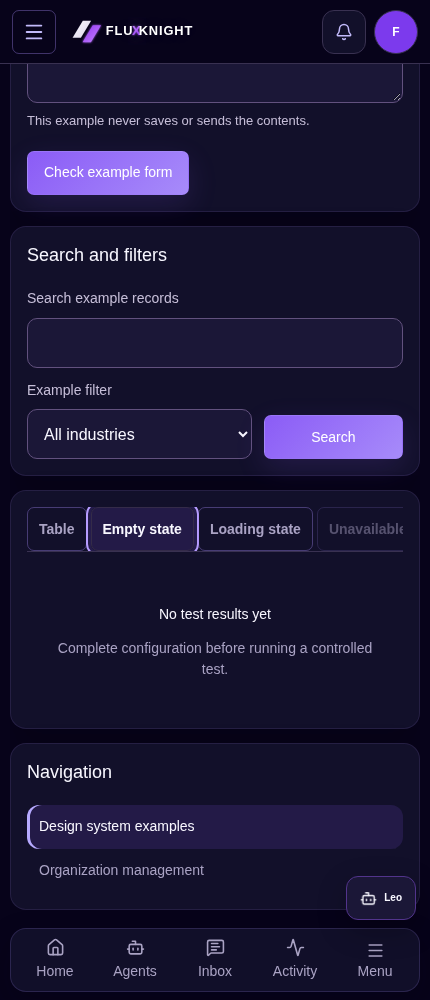 FLUXKNIGHT
F
This example never saves or sends the contents.
Check example form
Search and filters
Search example records
Example filter
All industries
Search
Table
Empty state
Loading state
Unavailable
No test results yet
Complete configuration before running a controlled
test.
Navigation
Design system examples
Organization management
Leo
Home
Agents
Inbox
Activity
Menu